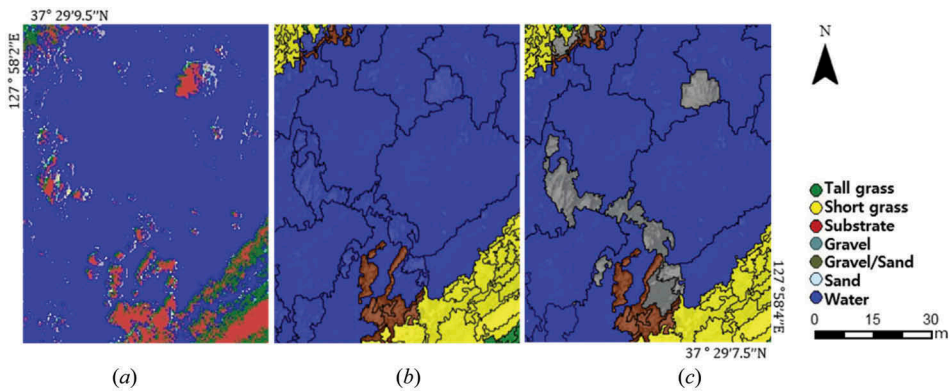 37° 29'9.5''N
127° 58'2''E
N
Tall grass
Short grass
Substrate
Gravel
Gravel/Sand
Sand
Water
127° 58'4''E
0 15 30
m
37° 29'7.5''N
(a) (b) (c)